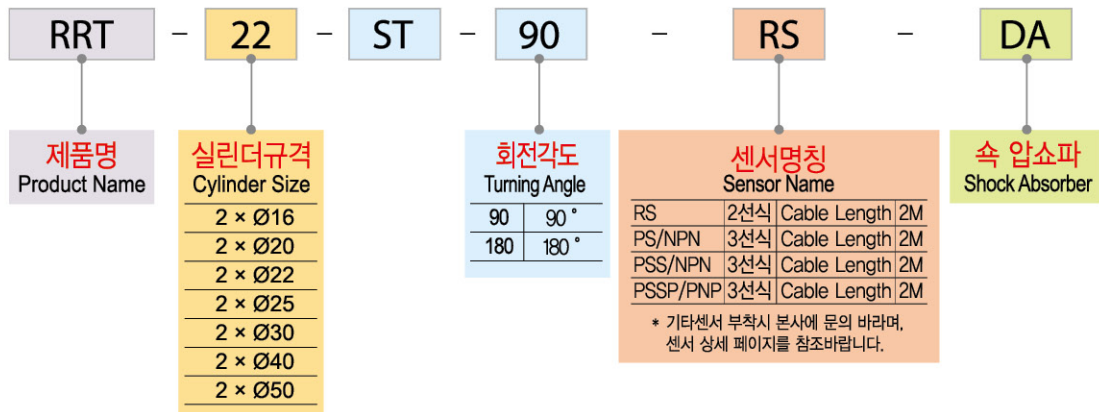 RRT - 22 - ST - 90 - RS - DA
제품명
Product Name
실린더규격
Cylinder Size
2 × Ø16
2 × Ø20
2 × Ø22
2 × Ø25
2 × Ø30
2 × Ø40
2 × Ø50
회전각도
Turning Angle
90 90°
180 180°
센서명칭
Sensor Name
RS 2선식 Cable Length 2M
PS/NPN 3선식 Cable Length 2M
PSS/NPN 3선식 Cable Length 2M
PSSP/PNP 3선식 Cable Length 2M
* 기타센서 부착시 본사에 문의 바라며,
센서 상세 페이지를 참조바랍니다.
쇽 압쇼파
Shock Absorber